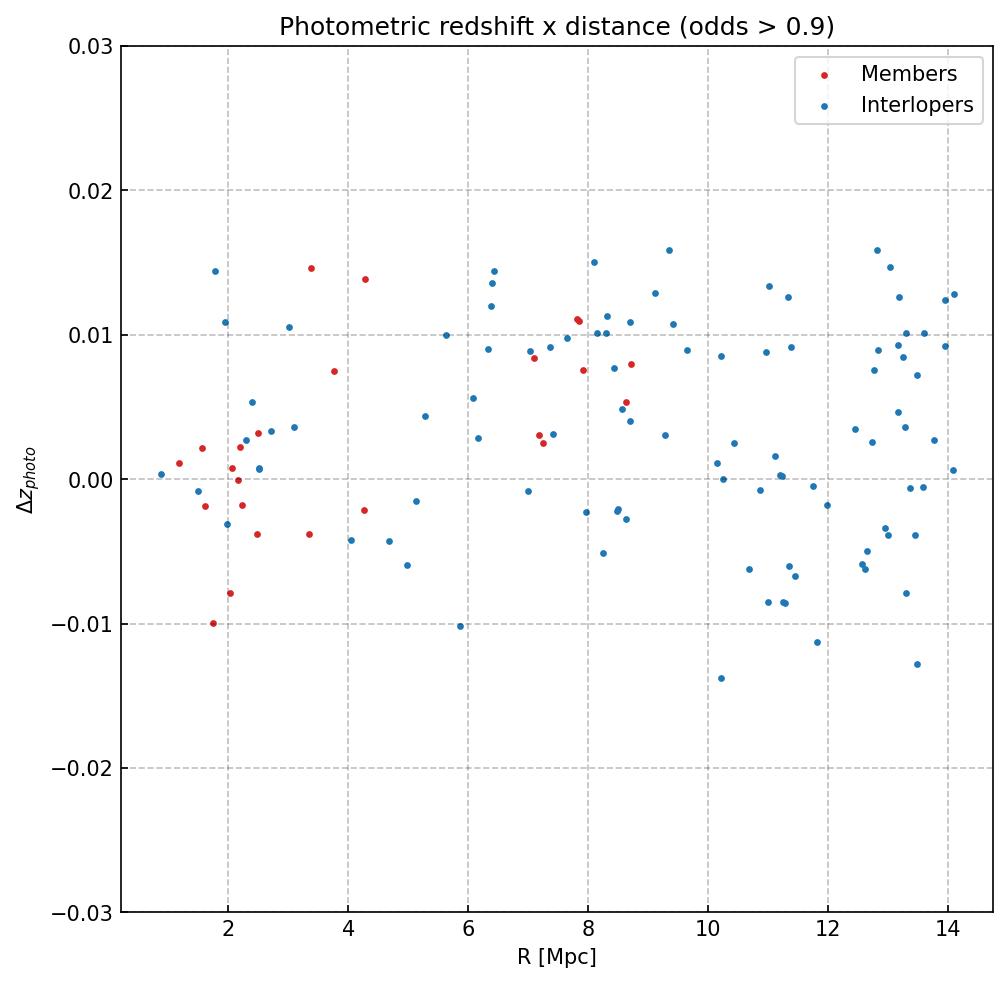 Photometric redshift x distance (odds > 0.9)
Members
Interlopers
0.03
0.02
0.01
0.00
−0.01
−0.02
−0.03
Δz_photo
2 4 6 8 10 12 14
R [Mpc]